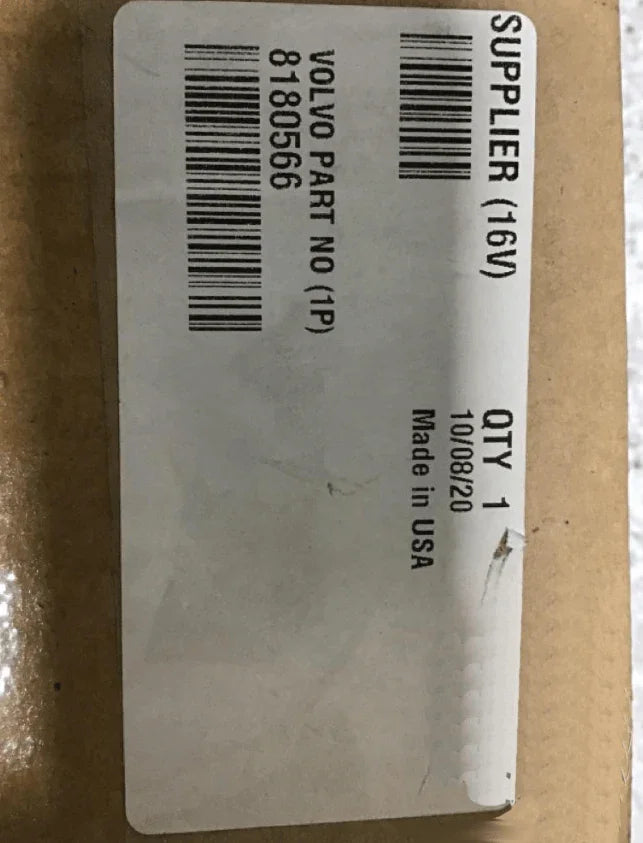 SUPPLIER (16V)
QTY 1
10/08/20
Made in USA
VOLVO PART NO (1P)
8180566